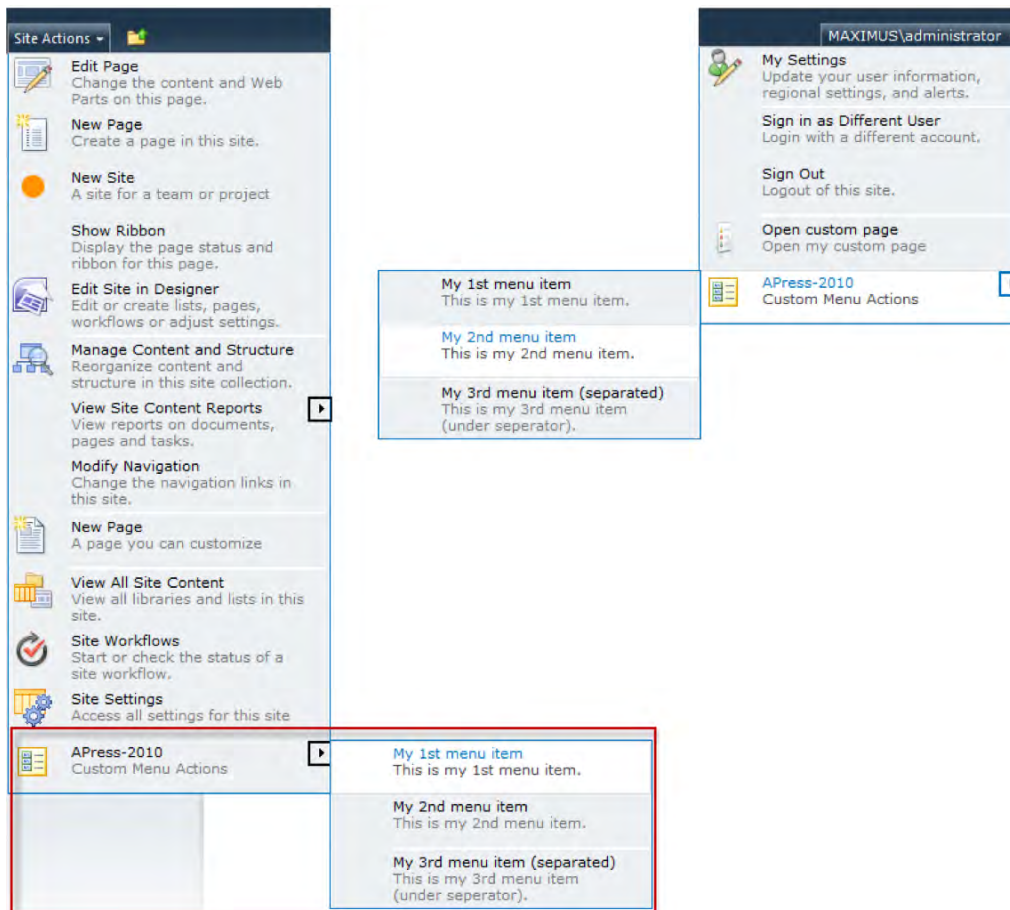 Site Actions
Edit Page
Change the content and Web
Parts on this page.
New Page
Create a page in this site.
New Site
A site for a team or project
Show Ribbon
Display the page status and
ribbon for this page.
Edit Site in Designer
Edit or create lists, pages,
workflows or adjust settings.
Manage Content and Structure
Reorganize content and
structure in this site collection.
View Site Content Reports
View reports on documents,
pages and tasks.
Modify Navigation
Change the navigation links in
this site.
New Page
A page you can customize
View All Site Content
View all libraries and lists in this
site.
Site Workflows
Start or check the status of a
site workflow.
Site Settings
Access all settings for this site
APress-2010
Custom Menu Actions
My 1st menu item
This is my 1st menu item.
My 2nd menu item
This is my 2nd menu item.
My 3rd menu item (separated)
This is my 3rd menu item
(under seperator).
MAXIMUS\administrator
My Settings
Update your user information,
regional settings, and alerts.
Sign in as Different User
Login with a different account.
Sign Out
Logout of this site.
Open custom page
Open my custom page
APress-2010
Custom Menu Actions
My 1st menu item
This is my 1st menu item.
My 2nd menu item
This is my 2nd menu item.
My 3rd menu item (separated)
This is my 3rd menu item
(under seperator).